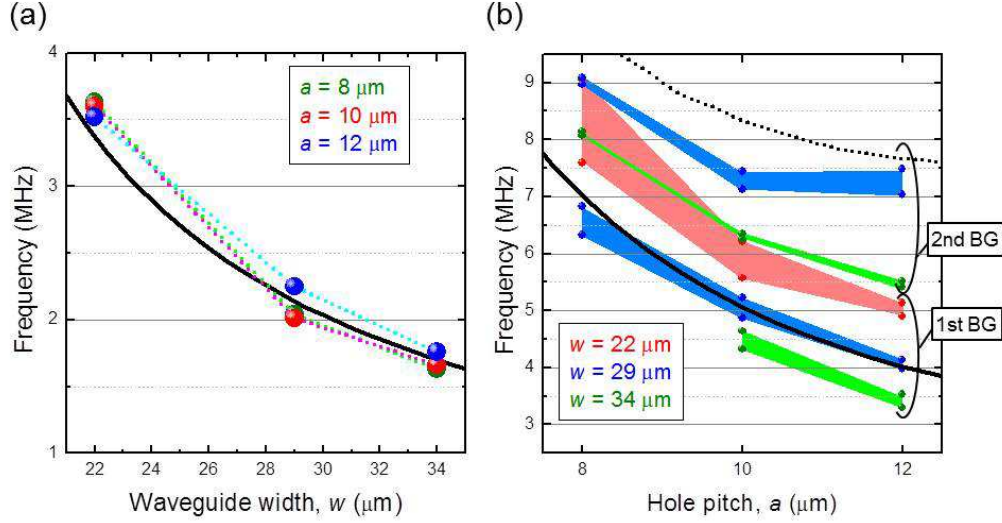 (a)
4
3
2
1
Frequency (MHz)
a = 8 μm
a = 10 μm
a = 12 μm
22 24 26 28 30 32 34
Waveguide width, w (μm)
(b)
9
8
7
6
5
4
3
Frequency (MHz)
2nd BG
1st BG
w = 22 μm
w = 29 μm
w = 34 μm
8 10 12
Hole pitch, a (μm)